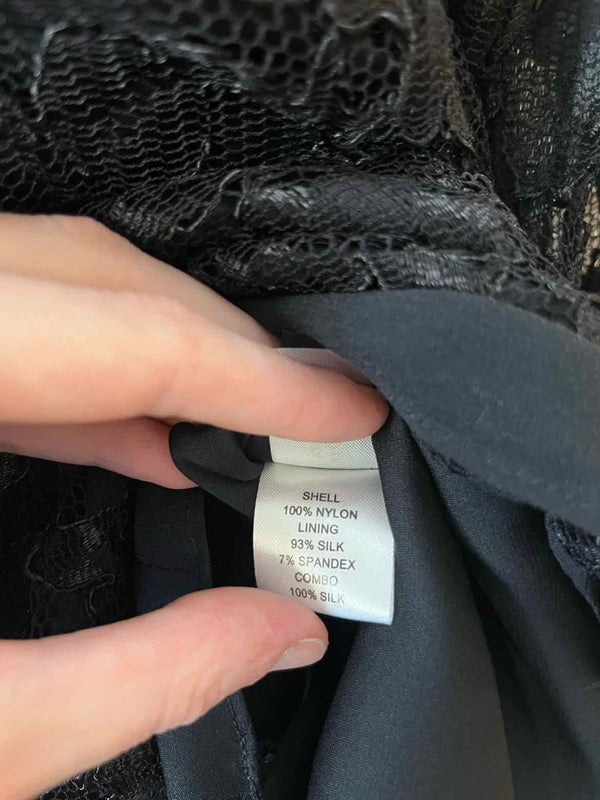 SHELL
100% NYLON
LINING
93% SILK
7% SPANDEX
COMBO
100% SILK